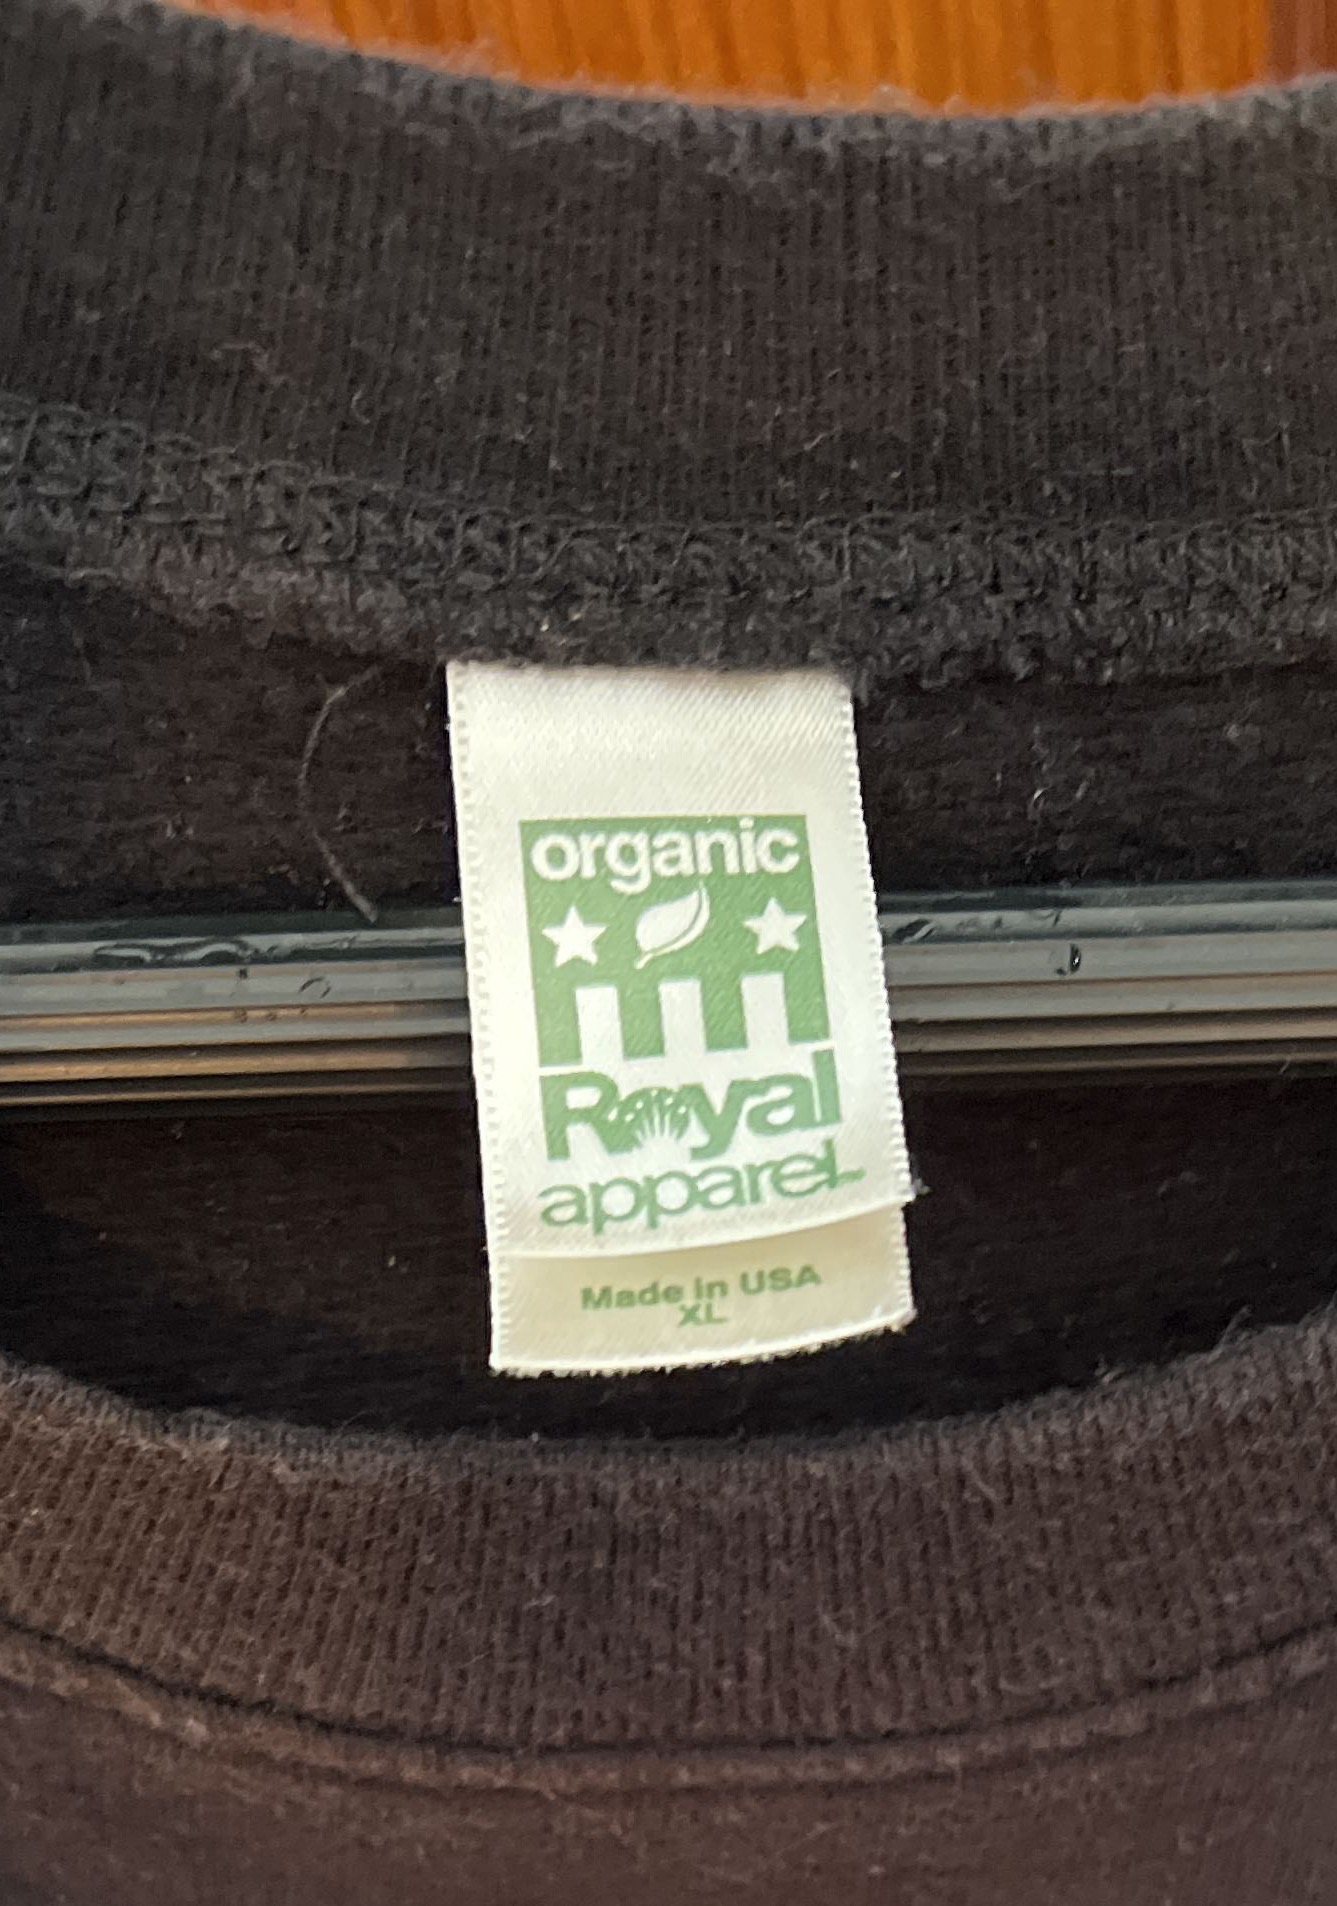 organic
Royal
apparel
Made in USA
XL